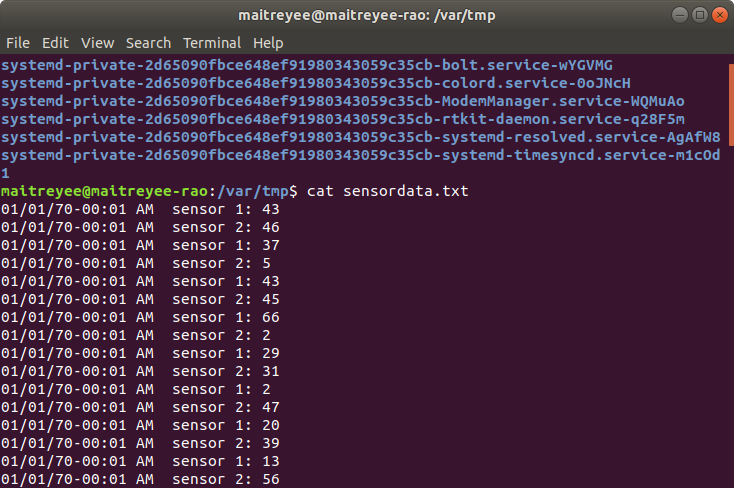 maitreyee@maitreyee-rao: /var/tmp
File Edit View Search Terminal Help
systemd-private-2d65090fbce648ef91980343059c35cb-bolt.service-wYGVMG
systemd-private-2d65090fbce648ef91980343059c35cb-colord.service-OoJNcH
systemd-private-2d65090fbce648ef91980343059c35cb-ModemManager.service-WQMuAo
systemd-private-2d65090fbce648ef91980343059c35cb-rtkit-daemon.service-q28F5m
systemd-private-2d65090fbce648ef91980343059c35cb-systemd-resolved.service-AgAfW8
systemd-private-2d65090fbce648ef91980343059c35cb-systemd-timesyncd.service-m1cOd
1
maitreyee@maitreyee-rao:/var/tmp$ cat sensordata.txt
01/01/70-00:01 AM  sensor 1: 43
01/01/70-00:01 AM  sensor 2: 46
01/01/70-00:01 AM  sensor 1: 37
01/01/70-00:01 AM  sensor 2: 5
01/01/70-00:01 AM  sensor 1: 43
01/01/70-00:01 AM  sensor 2: 45
01/01/70-00:01 AM  sensor 1: 66
01/01/70-00:01 AM  sensor 2: 2
01/01/70-00:01 AM  sensor 1: 29
01/01/70-00:01 AM  sensor 2: 31
01/01/70-00:01 AM  sensor 1: 2
01/01/70-00:01 AM  sensor 2: 47
01/01/70-00:01 AM  sensor 1: 20
01/01/70-00:01 AM  sensor 2: 39
01/01/70-00:01 AM  sensor 1: 13
01/01/70-00:01 AM  sensor 2: 56